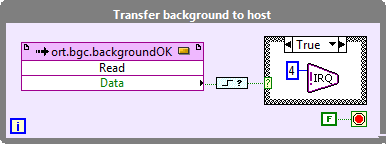 Transfer background to host
ort.bgc.backgroundOK
Read
Data
?
?
True
4
!IRQ
i
F